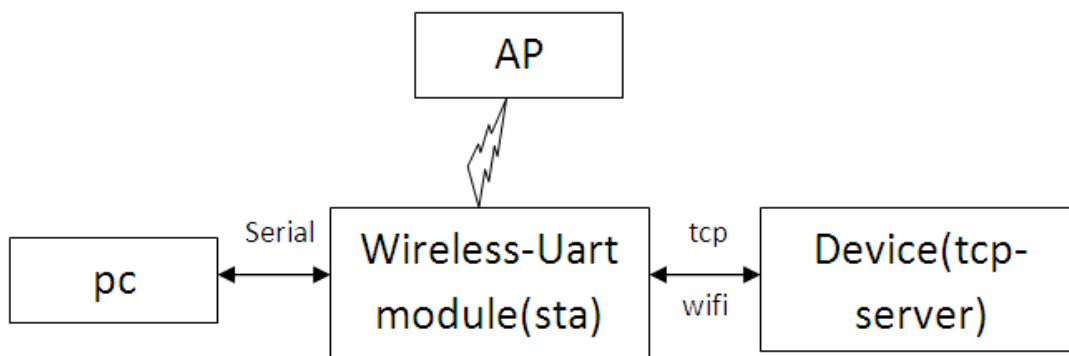 AP
Serial
pc
Wireless-Uart
module(sta)
tcp
wifi
Device(tcp-
server)